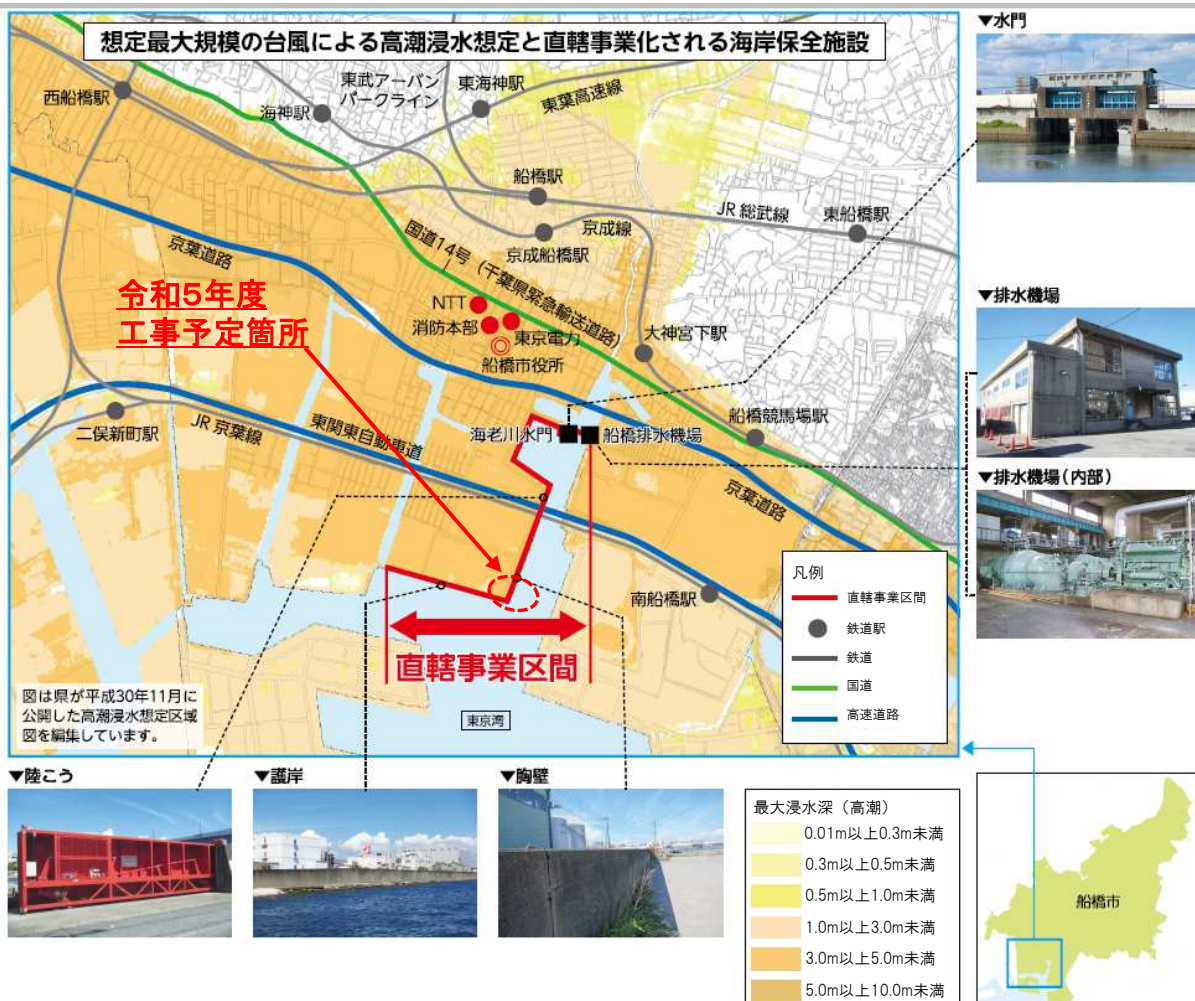 想定最大規模の台風による高潮浸水想定と直轄事業化される海岸保全施設
西船橋駅
海神駅
東武アーバン
パークライン
東海神駅
東葉高速線
船橋駅
JR 総武線
東船橋駅
京成線
京成船橋駅
京葉道路
国道14号（千葉県緊急輸送道路）
令和5年度
工事予定箇所
NTT
消防本部
東京電力
船橋市役所
大神宮下駅
船橋競馬場駅
二俣新町駅
JR 京葉線
東関東自動車道
海老川水門
船橋排水機場
京葉道路
南船橋駅
直轄事業区間
東京湾
図は県が平成30年11月に
公開した高潮浸水想定区域
図を編集しています。
凡例
直轄事業区間
鉄道駅
鉄道
国道
高速道路
▼水門
▼排水機場
▼排水機場（内部）
▼陸こう
▼護岸
▼胸壁
最大浸水深（高潮）
0.01m以上0.3m未満
0.3m以上0.5m未満
0.5m以上1.0m未満
1.0m以上3.0m未満
3.0m以上5.0m未満
5.0m以上10.0m未満
船橋市